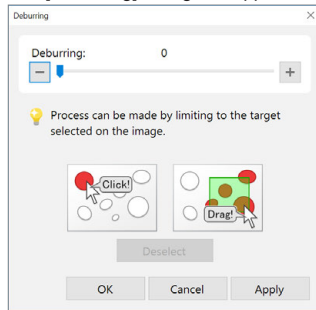 Deburring
Deburring: 0
Process can be made by limiting to the target
selected on the image.
Click!
Drag!
Deselect
OK Cancel Apply